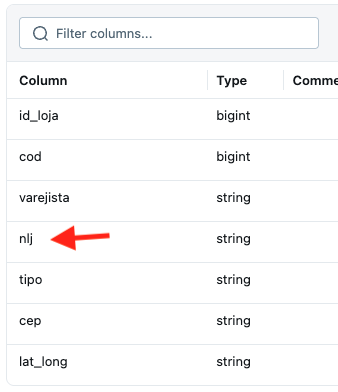 Filter columns...
Column Type Comme
id_loja bigint
cod bigint
varejista string
nlj string
tipo string
cep string
lat_long string